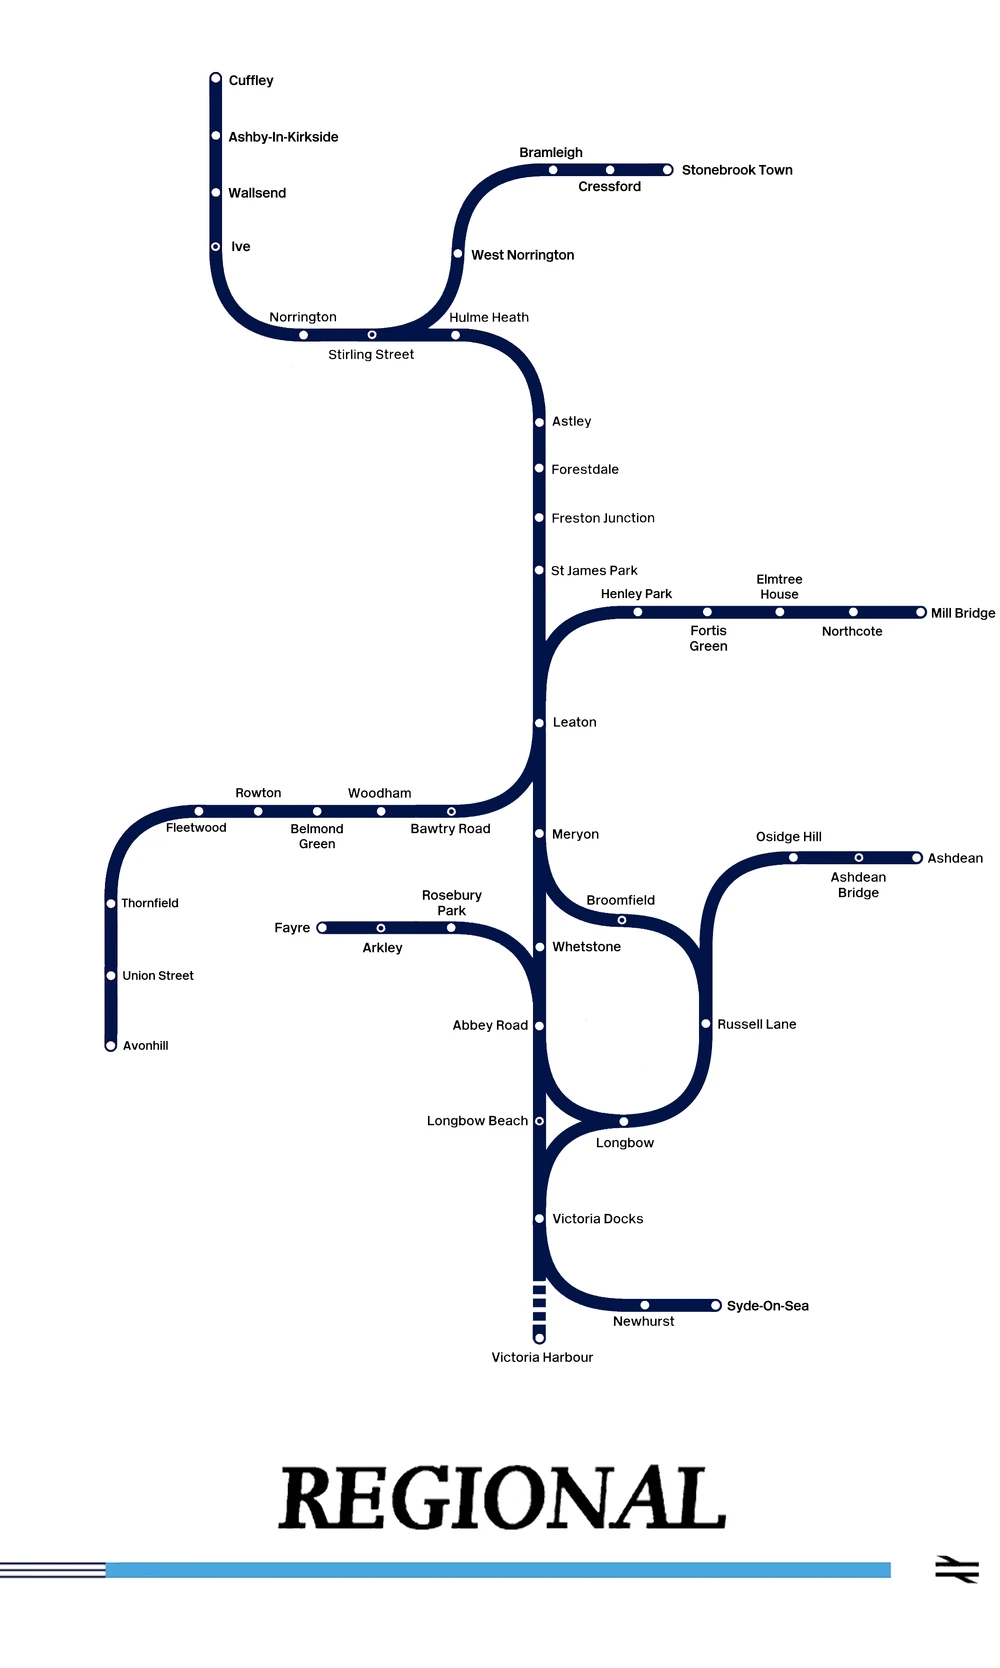 Cuffley
Ashby-In-Kirkside
Wallsend
Ive
Bramleigh
Stonebrook Town
Cressford
West Norrington
Norrington
Hulme Heath
Stirling Street
Astley
Forestdale
Freston Junction
St James Park
Henley Park
Fortis
Green
Elmtree
House
Northcote
Mill Bridge
Leaton
Rowton
Woodham
Fleetwood
Belmond
Green
Bawtry Road
Meryon
Osidge Hill
Ashdean
Ashdean
Bridge
Thornfield
Union Street
Avonhill
Rosebury
Park
Fayre
Arkley
Broomfield
Whetstone
Abbey Road
Russell Lane
Longbow Beach
Longbow
Victoria Docks
Syde-On-Sea
Newhurst
Victoria Harbour
REGIONAL